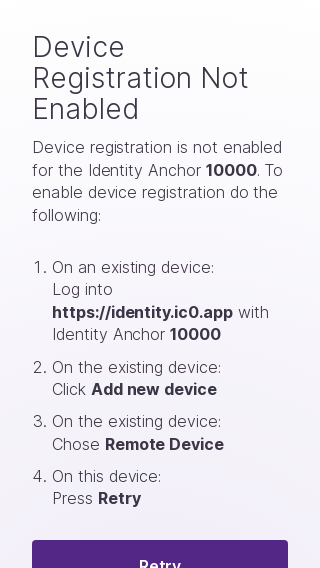 Device
Registration Not
Enabled
Device registration is not enabled
for the Identity Anchor 10000. To
enable device registration do the
following:
1. On an existing device:
Log into
https://identity.ic0.app with
Identity Anchor 10000
2. On the existing device:
Click Add new device
3. On the existing device:
Chose Remote Device
4. On this device:
Press Retry
Retry